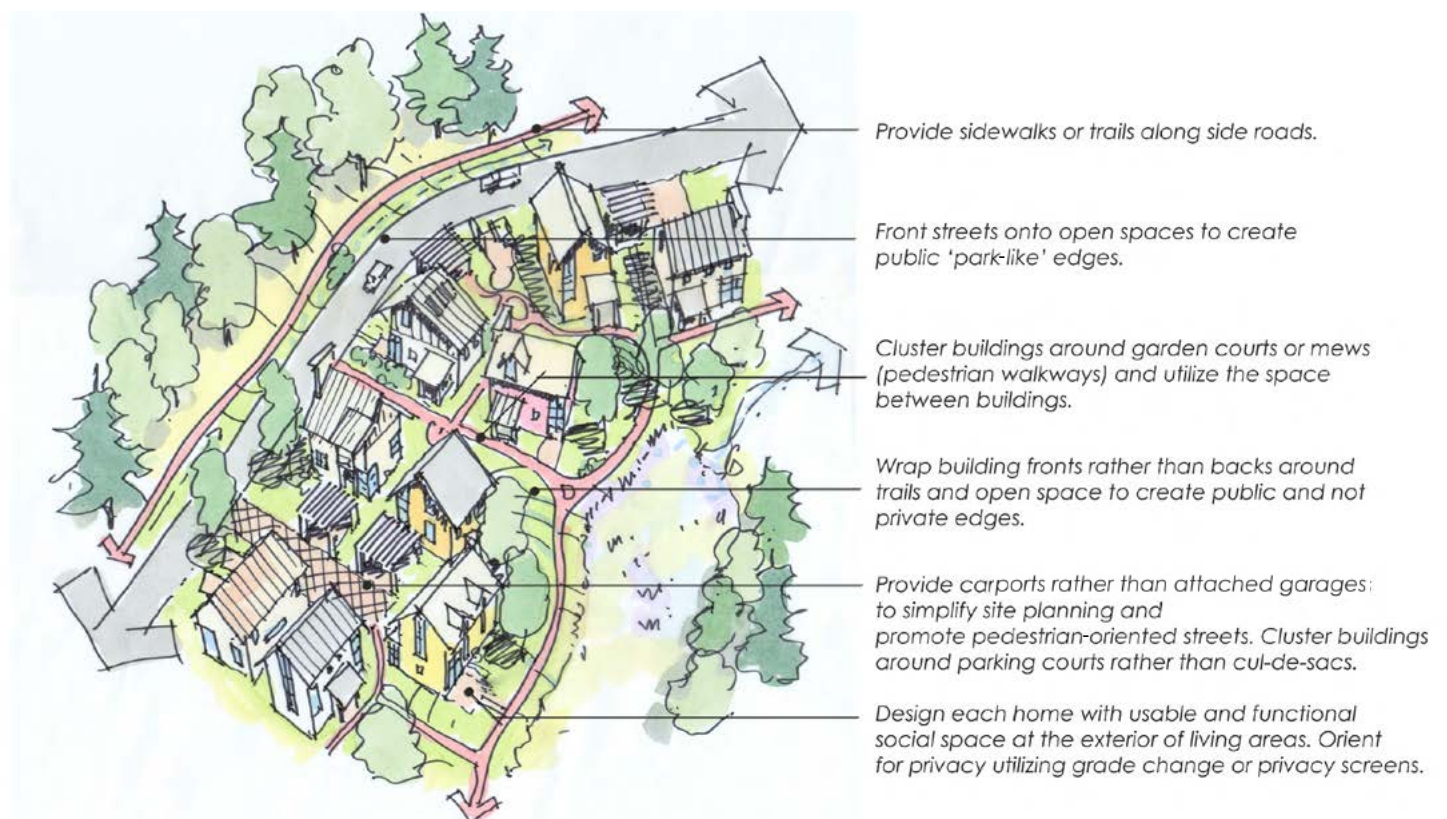 Provide sidewalks or trails along side roads.
Front streets onto open spaces to create
public ‘park-like’ edges.
Cluster buildings around garden courts or mews
(pedestrian walkways) and utilize the space
between buildings.
Wrap building fronts rather than backs around
trails and open space to create public and not
private edges.
Provide carports rather than attached garages
to simplify site planning and
promote pedestrian-oriented streets. Cluster buildings
around parking courts rather than cul-de-sacs.
Design each home with usable and functional
social space at the exterior of living areas. Orient
for privacy utilizing grade change or privacy screens.